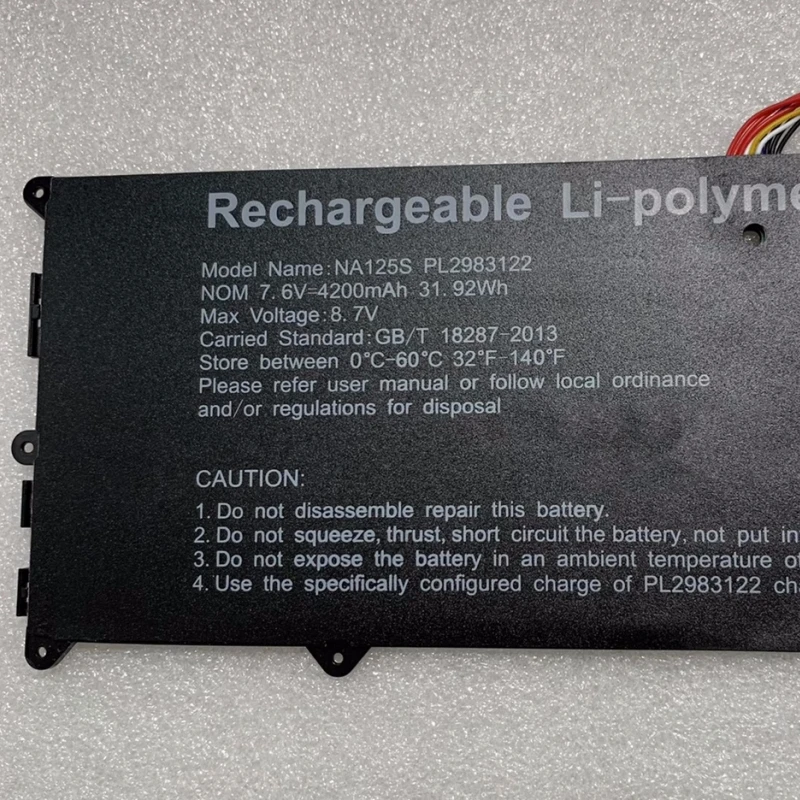 Rechargeable Li-polyme
Model Name:NA125S PL2983122
NOM 7.6V=4200mAh 31.92Wh
Max Voltage:8.7V
Carried Standard:GB/T 18287-2013
Store between 0°C-60°C 32°F-140°F
Please refer user manual or follow local ordinance
and/or regulations for disposal
CAUTION:
1. Do not disassemble repair this battery.
2. Do not squeeze, thrust, short circuit the battery, not put in
3. Do not expose the battery in an ambient temperature of
4. Use the specifically configured charge of PL2983122 ch